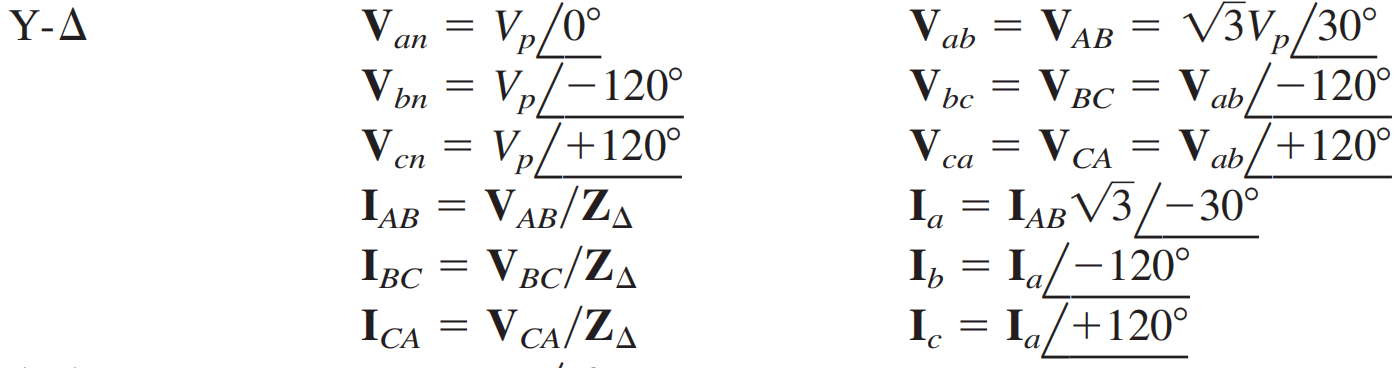 Y-Δ V_an = V_p∠0° V_ab = V_AB = √3V_p∠30°
V_bn = V_p∠−120° V_bc = V_BC = V_ab∠−120°
V_cn = V_p∠+120° V_ca = V_CA = V_ab∠+120°
I_AB = V_AB/Z_Δ I_a = I_AB√3∠−30°
I_BC = V_BC/Z_Δ I_b = I_a∠−120°
I_CA = V_CA/Z_Δ I_c = I_a∠+120°